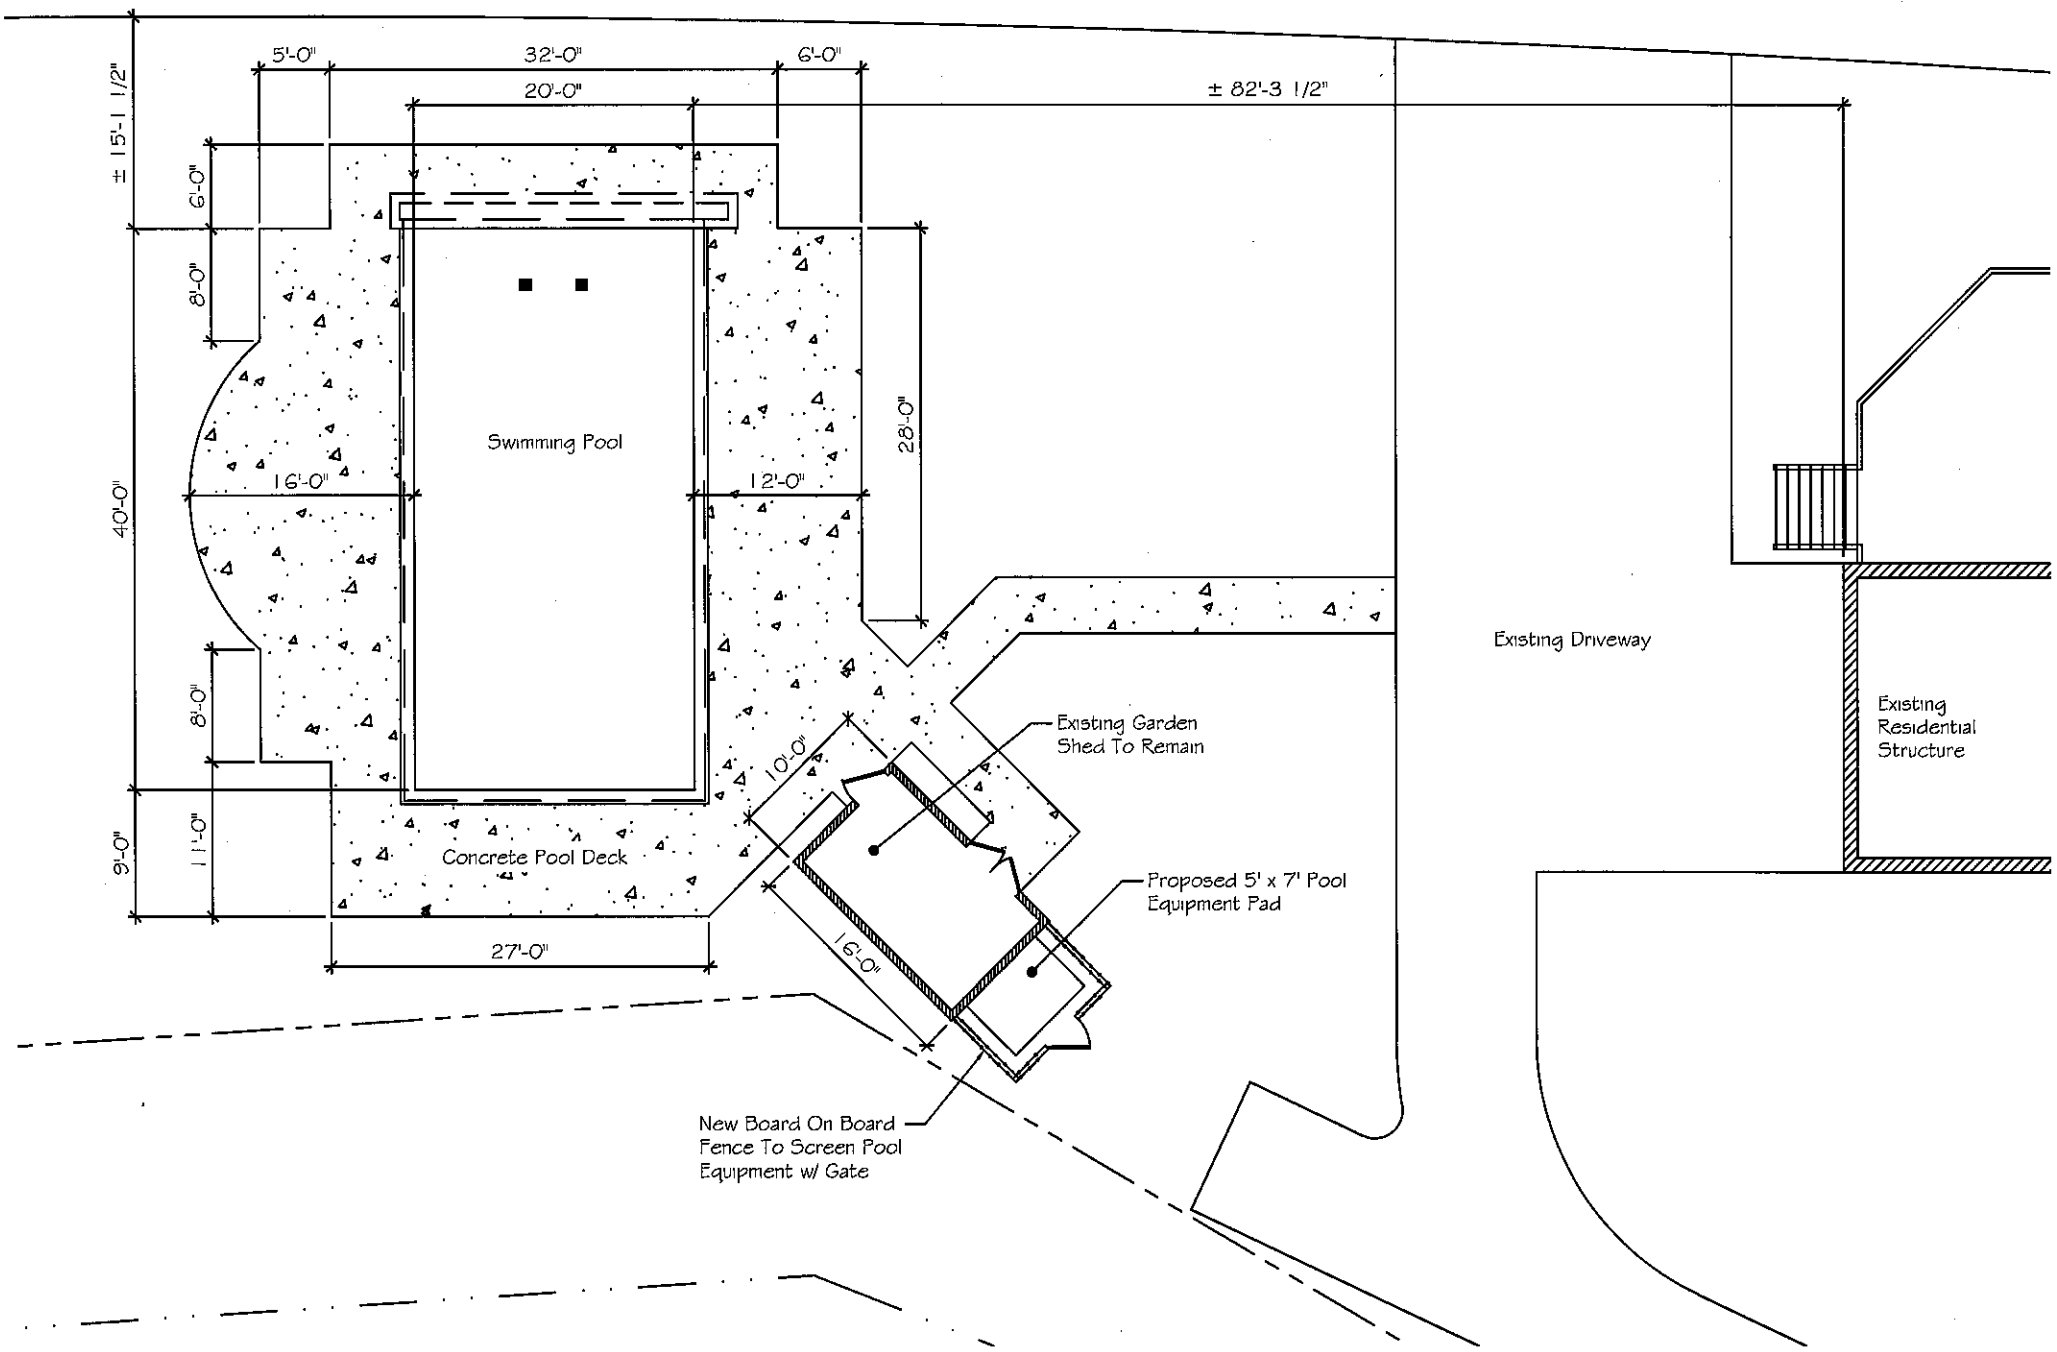 5'-0"
32'-0"
6'-0"
20'-0"
± 82'-3 1/2"
± 15'-1 1/2"
6'-0"
8'-0"
28'-0"
Swimming Pool
16'-0"
12'-0"
40'-0"
Existing Driveway
8'-0"
Existing
Residential
Structure
Existing Garden
Shed To Remain
10'-0"
9'-0"
11'-0"
Concrete Pool Deck
Proposed 5' x 7' Pool
Equipment Pad
27'-0"
16'-0"
New Board On Board
Fence To Screen Pool
Equipment w/ Gate